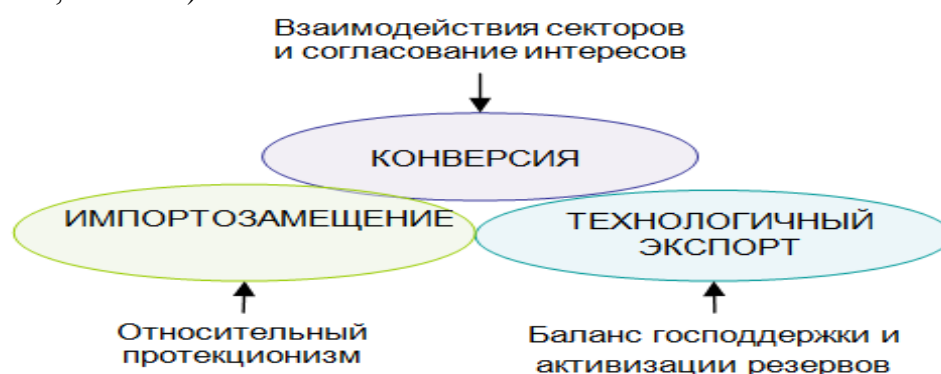 Взаимодействия секторов
и согласование интересов
КОНВЕРСИЯ
ИМПОРТОЗАМЕЩЕНИЕ
ТЕХНОЛОГИЧНЫЙ
ЭКСПОРТ
Относительный
протекционизм
Баланс господдержки и
активизации резервов